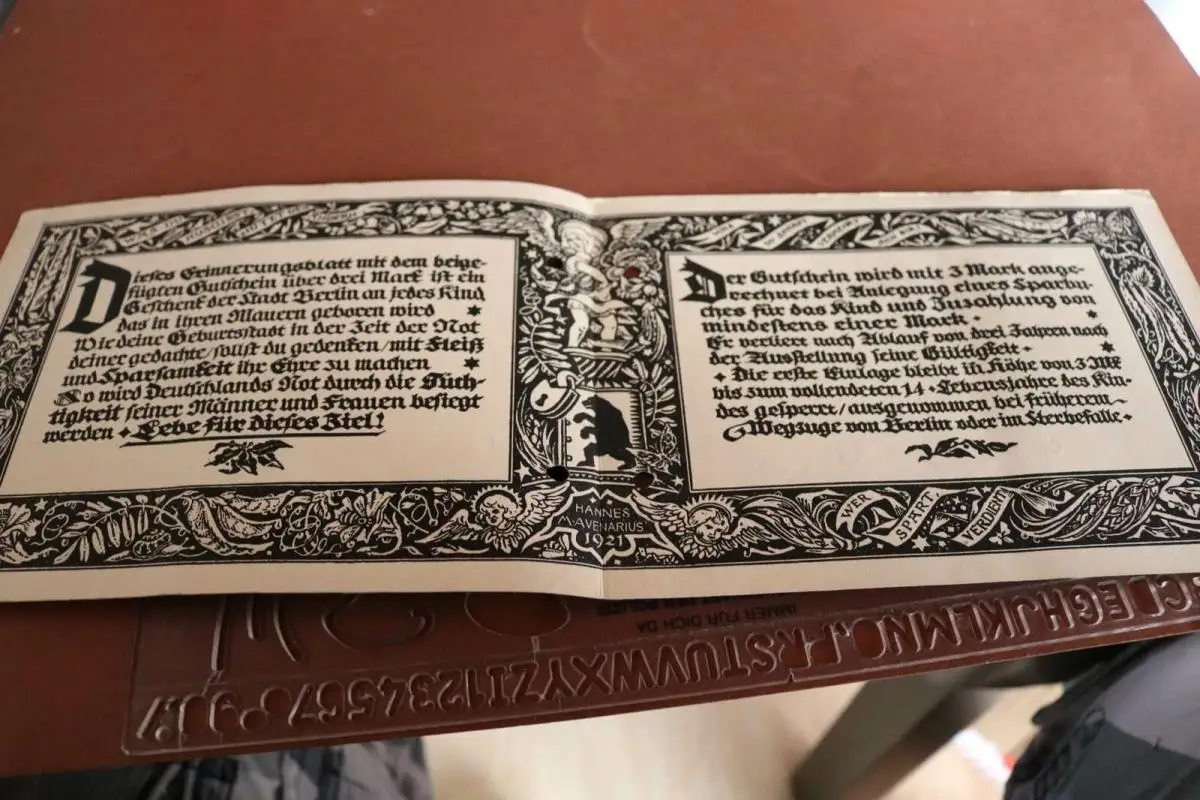 Dieses Erinnerungsblatt mit dem beige-
fügten Gutschein über drei Mark ist ein
Geschenk der Stadt Berlin an jedes Kind
das in ihren Mauern geboren wird
Wie deine Geburtsstadt in der Zeit der Not
deiner gedachte/sollst du gedenken/mit Fleiß
und Sparsamkeit ihr Ehre zu machen
So wird Deutschlands Not durch die Tüch-
tigkeit seiner Männer und Frauen besiegt
werden • Lebe für dieses Ziel!
Der Gutschein wird mit 3 Mark ange-
rechnet bei Anlegung eines Sparbu-
ches für das Kind und Zuzahlung von
mindestens einer Mark •
Er verliert nach Ablauf von drei Jahren nach
der Ausstellung seine Gültigkeit •
• Die erste Einlage bleibt in Höhe von 3 Mk
bis zum vollendeten 14 • Lebensjahre des Kin-
des gesperrt/ausgenommen bei früherem
Wegzuge von Berlin oder im Sterbefalle •
HANNES
M·AVENARIUS
1921
WER
SPART
VERDIENT
IMMER FÜR DICH DA